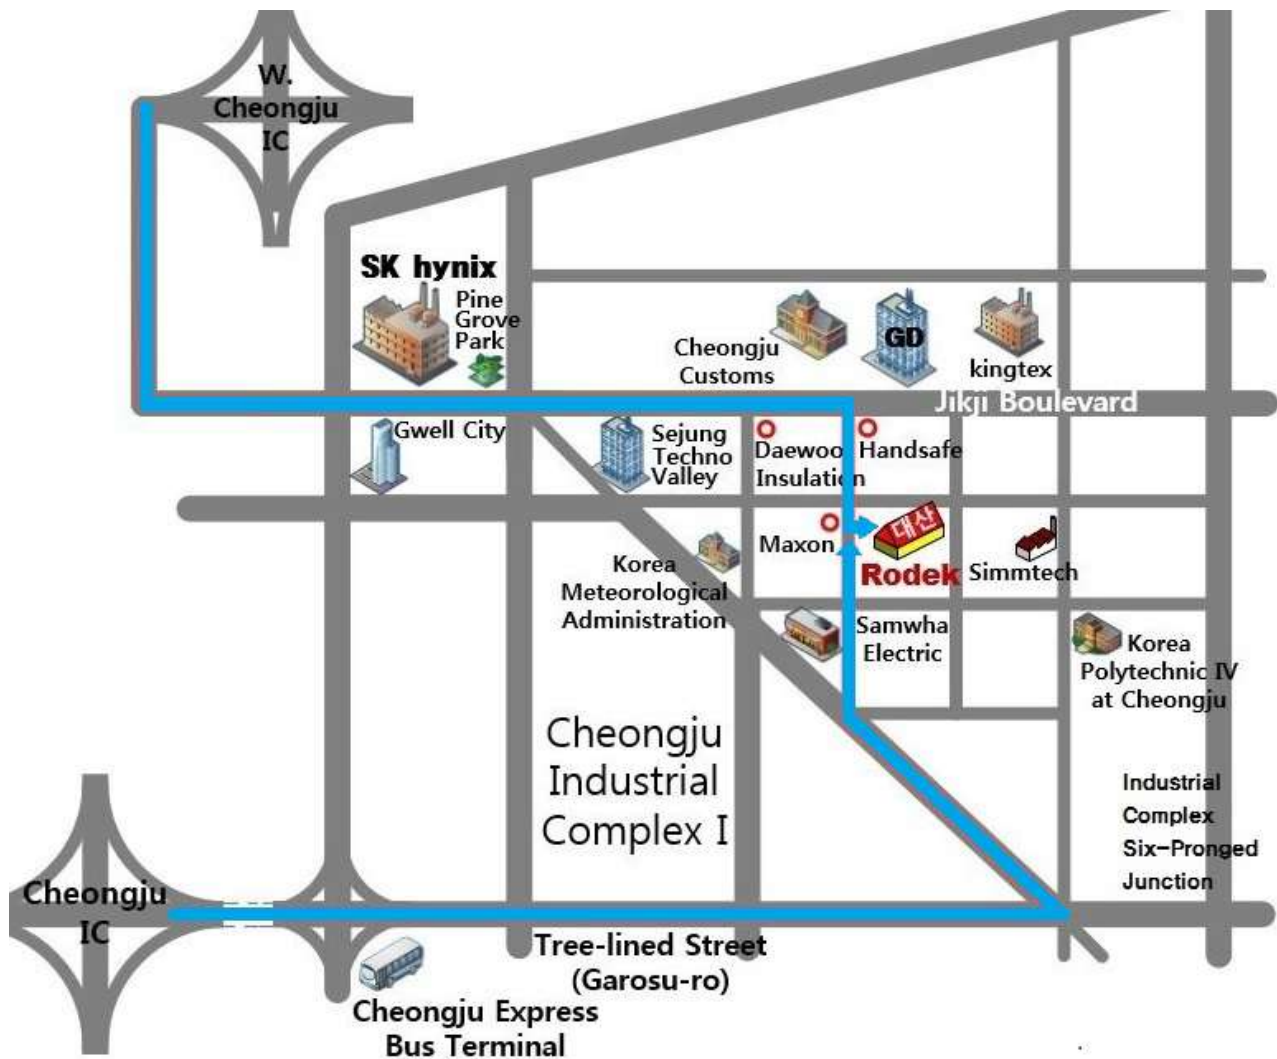 W.
Cheongju
IC
SK hynix
Pine
Grove
Park
Cheongju
Customs
GD
kingtex
Jikji Boulevard
Gwell City
Sejung
Techno
Valley
Daewoo
Insulation
Handsafe
Maxon
대산
Rodek
Simmtech
Korea
Meteorological
Administration
Samwha
Electric
Korea
Polytechnic IV
at Cheongju
Cheongju
Industrial
Complex I
Industrial
Complex
Six-Pronged
Junction
Cheongju
IC
Tree-lined Street
(Garosu-ro)
Cheongju Express
Bus Terminal